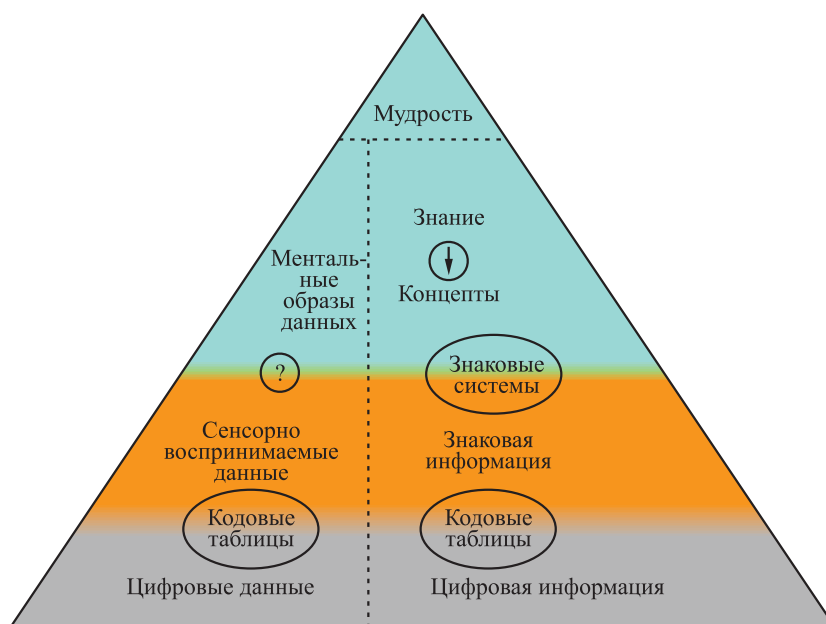 Мудрость
Знание
Менталь-
ные
образы
данных
Концепты
?
Знаковые
системы
Сенсорно
воспринимаемые
данные
Знаковая
информация
Кодовые
таблицы
Кодовые
таблицы
Цифровые данные
Цифровая информация